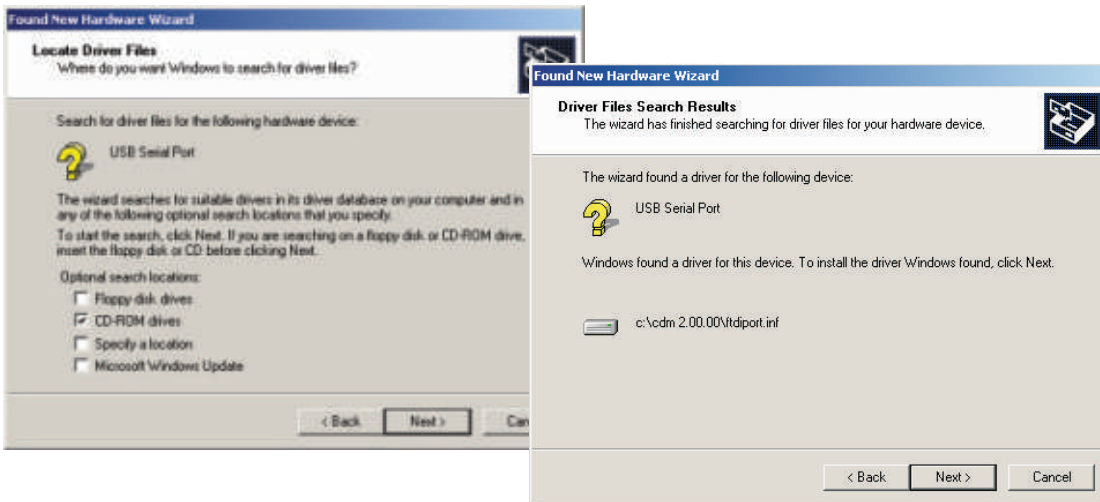 Found New Hardware Wizard
Locate Driver Files
Where do you want Windows to search for driver files?
Search for driver files for the following hardware device:
USB Serial Port
The wizard searches for suitable drivers in its driver database on your computer and in
any of the following optional search locations that you specify.
To start the search, click Next. If you are searching on a floppy disk or CD-ROM drive,
insert the floppy disk or CD before clicking Next.
Optional search locations:
Floppy disk drives
CD-ROM drives
Specify a location
Microsoft Windows Update
< Back Next > Can
Found New Hardware Wizard
Driver Files Search Results
The wizard has finished searching for driver files for your hardware device.
The wizard found a driver for the following device:
USB Serial Port
Windows found a driver for this device. To install the driver Windows found, click Next.
c:\cdm 2.00.00\ftdiport.inf
< Back Next > Cancel